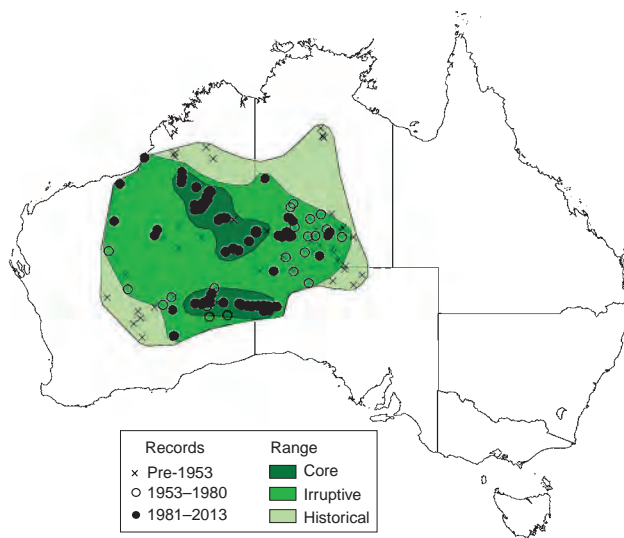 Records
Range
Pre-1953
Core
1953–1980
Irruptive
1981–2013
Historical